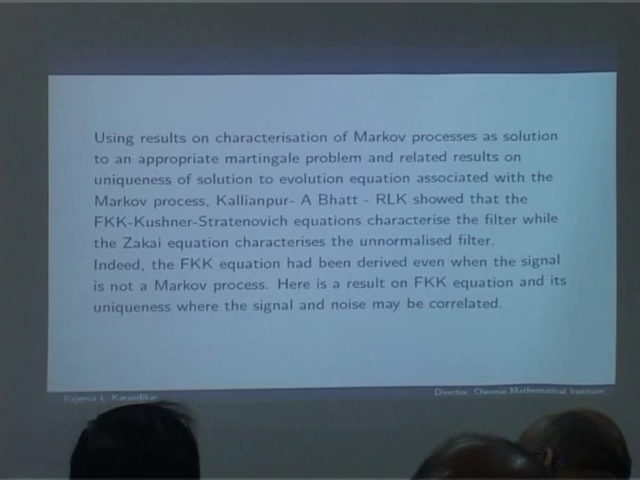 Using results on characterisation of Markov processes as solution
to an appropriate martingale problem and related results on
uniqueness of solution to evolution equation associated with the
Markov process, Kallianpur- A Bhatt - RLK showed that the
FKK-Kushner-Stratenovich equations characterise the filter while
the Zakai equation characterises the unnormalised filter.
Indeed, the FKK equation had been derived even when the signal
is not a Markov process. Here is a result on FKK equation and its
uniqueness where the signal and noise may be correlated.
Rajeeva L. Karandikar
Director, Chennai Mathematical Institute